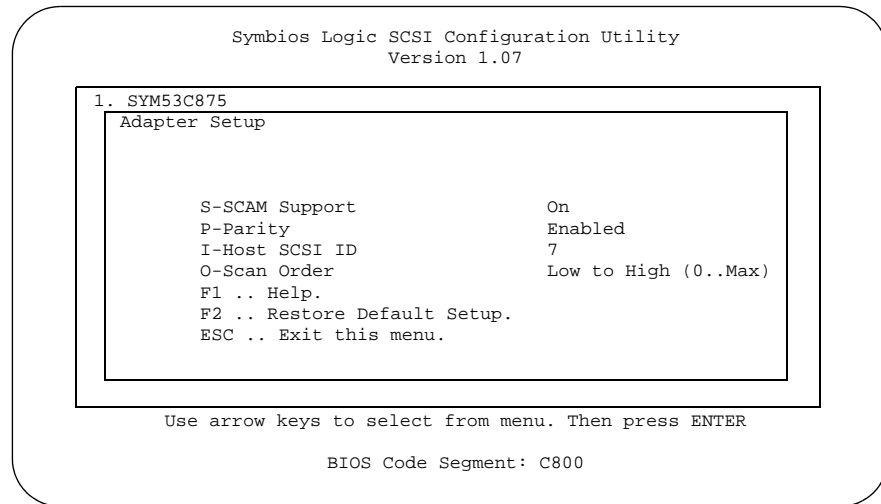 Symbios Logic SCSI Configuration Utility
Version 1.07
1. SYM53C875
Adapter Setup
S-SCAM Support On
P-Parity Enabled
I-Host SCSI ID 7
O-Scan Order Low to High (0..Max)
F1 .. Help.
F2 .. Restore Default Setup.
ESC .. Exit this menu.
Use arrow keys to select from menu. Then press ENTER
BIOS Code Segment: C800